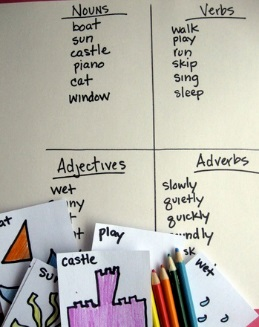 Nouns
boat
sun
castle
piano
cat
window
Verbs
walk
play
run
skip
sing
sleep
Adjectives
wet
Adverbs
slowly
quietly
quickly
play
castle
wet